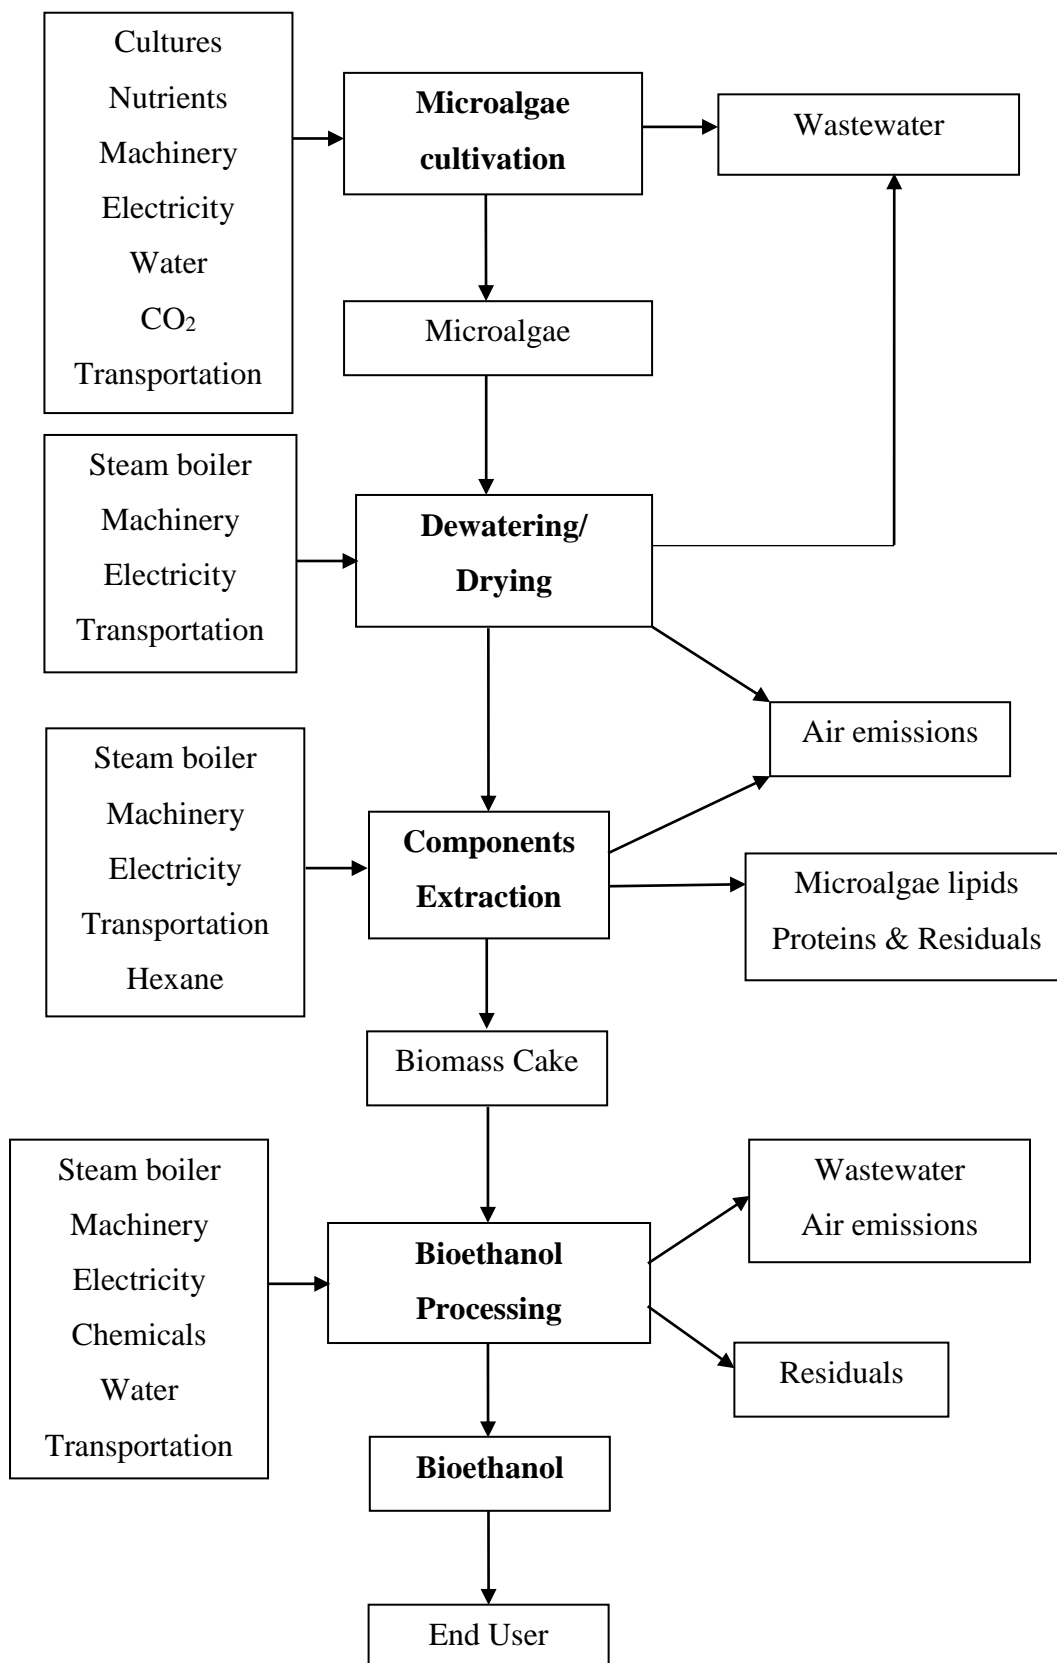 Cultures
Nutrients
Machinery
Electricity
Water
CO₂
Transportation
Microalgae
cultivation
Wastewater
Microalgae
Steam boiler
Machinery
Electricity
Transportation
Dewatering/
Drying
Air emissions
Steam boiler
Machinery
Electricity
Transportation
Hexane
Components
Extraction
Microalgae lipids
Proteins & Residuals
Biomass Cake
Steam boiler
Machinery
Electricity
Chemicals
Water
Transportation
Bioethanol
Processing
Wastewater
Air emissions
Residuals
Bioethanol
End User